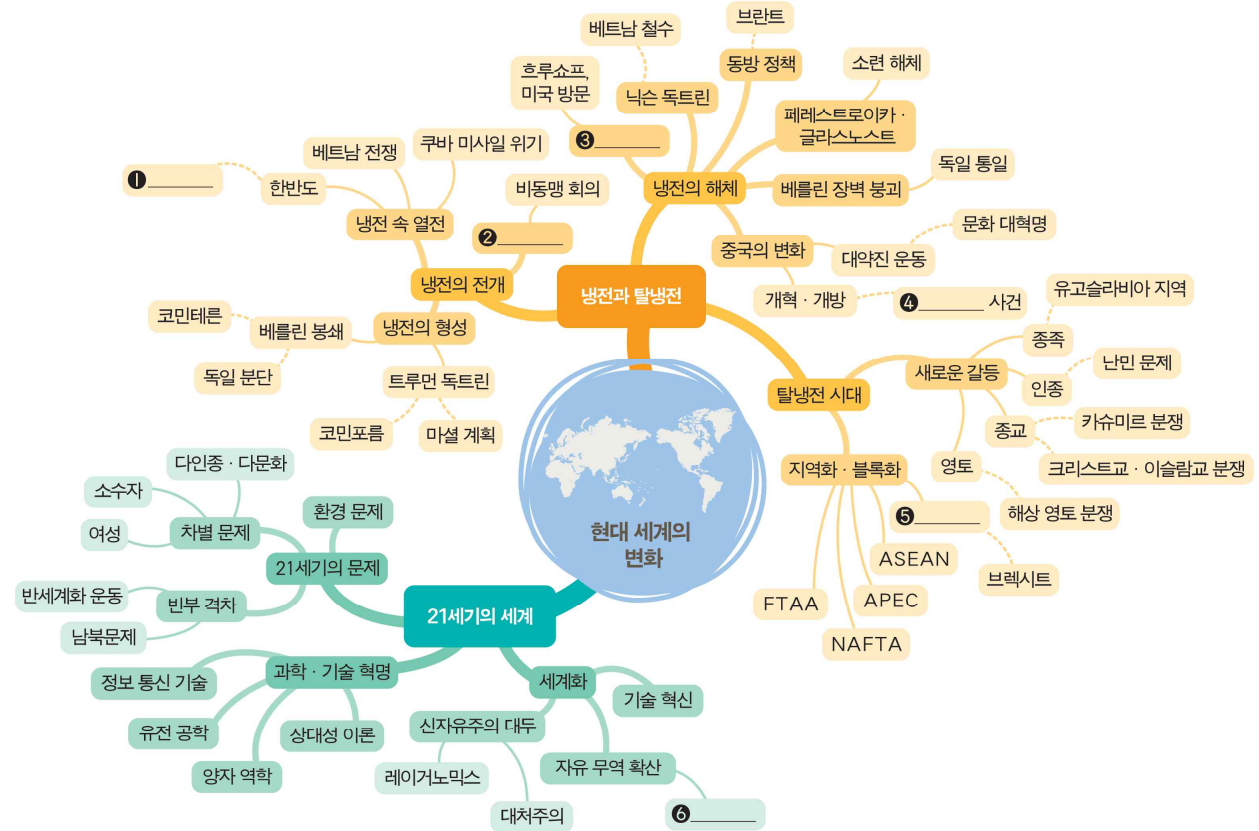 베트남 철수
브란트
흐루쇼프,
미국 방문
닉슨 독트린
동방 정책
소련 해체
페레스트로이카 ·
글라스노스트
❸________
베트남 전쟁
쿠바 미사일 위기
❶________
한반도
냉전 속 열전
비동맹 회의
❷________
냉전의 해체
베를린 장벽 붕괴
독일 통일
중국의 변화
대약진 운동
문화 대혁명
개혁 · 개방
❹________ 사건
냉전의 전개
냉전과 탈냉전
코민테른
베를린 봉쇄
냉전의 형성
독일 분단
트루먼 독트린
코민포름
마셜 계획
유고슬라비아 지역
종족
새로운 갈등
난민 문제
인종
탈냉전 시대
종교
카슈미르 분쟁
크리스트교 · 이슬람교 분쟁
영토
해상 영토 분쟁
지역화 · 블록화
❺________
브렉시트
ASEAN
APEC
NAFTA
FTAA
현대 세계의
변화
다인종 · 다문화
소수자
여성
차별 문제
환경 문제
21세기의 문제
반세계화 운동
빈부 격차
남북문제
21세기의 세계
과학 · 기술 혁명
정보 통신 기술
유전 공학
양자 역학
상대성 이론
세계화
기술 혁신
신자유주의 대두
레이거노믹스
대처주의
자유 무역 확산
❻________